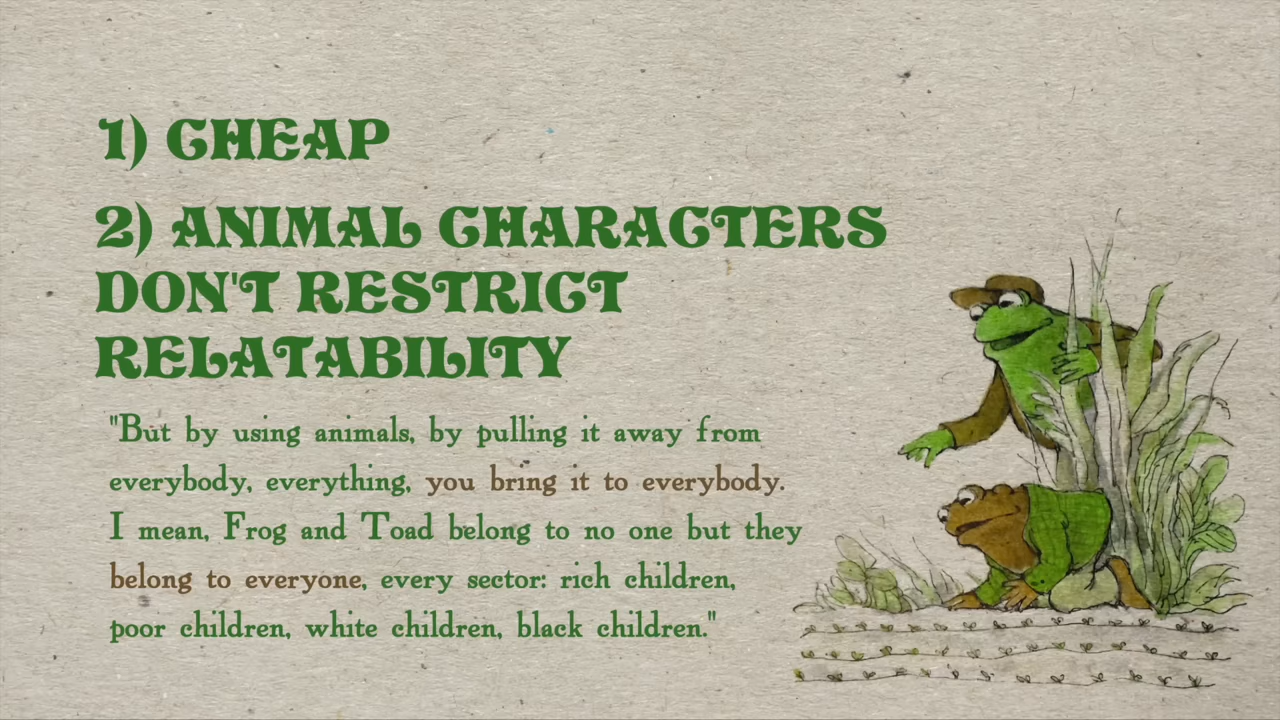 1) CHEAP
2) ANIMAL CHARACTERS
DON'T RESTRICT
RELATABILITY
"But by using animals, by pulling it away from
everybody, everything, you bring it to everybody.
I mean, Frog and Toad belong to no one but they
belong to everyone, every sector: rich children,
poor children, white children, black children."